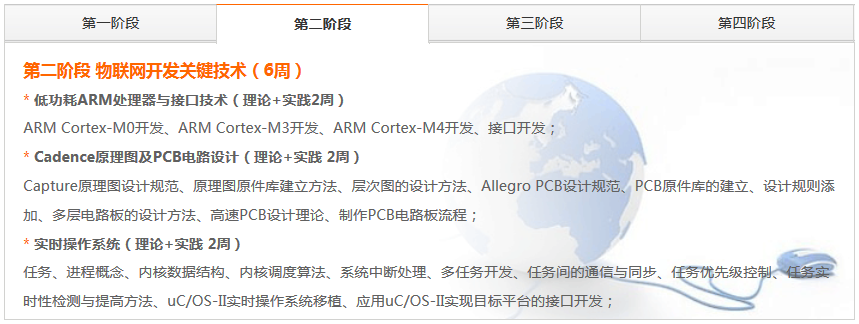 第一阶段
第二阶段
第三阶段
第四阶段
第二阶段 物联网开发关键技术（6周）
* 低功耗ARM处理器与接口技术（理论+实践2周）
ARM Cortex-M0开发、ARM Cortex-M3开发、ARM Cortex-M4开发、接口开发；
* Cadence原理图及PCB电路设计（理论+实践 2周）
Capture原理图设计规范、原理图原件库建立方法、层次图的设计方法、Allegro PCB设计规范、PCB原件库的建立、设计规则添
加、多层电路板的设计方法、高速PCB设计理论、制作PCB电路板流程；
* 实时操作系统（理论+实践 2周）
任务、进程概念、内核数据结构、内核调度算法、系统中断处理、多任务开发、任务间的通信与同步、任务优先级控制、任务实
时性检测与提高方法、uC/OS-II实时操作系统移植、应用uC/OS-II实现目标平台的接口开发；